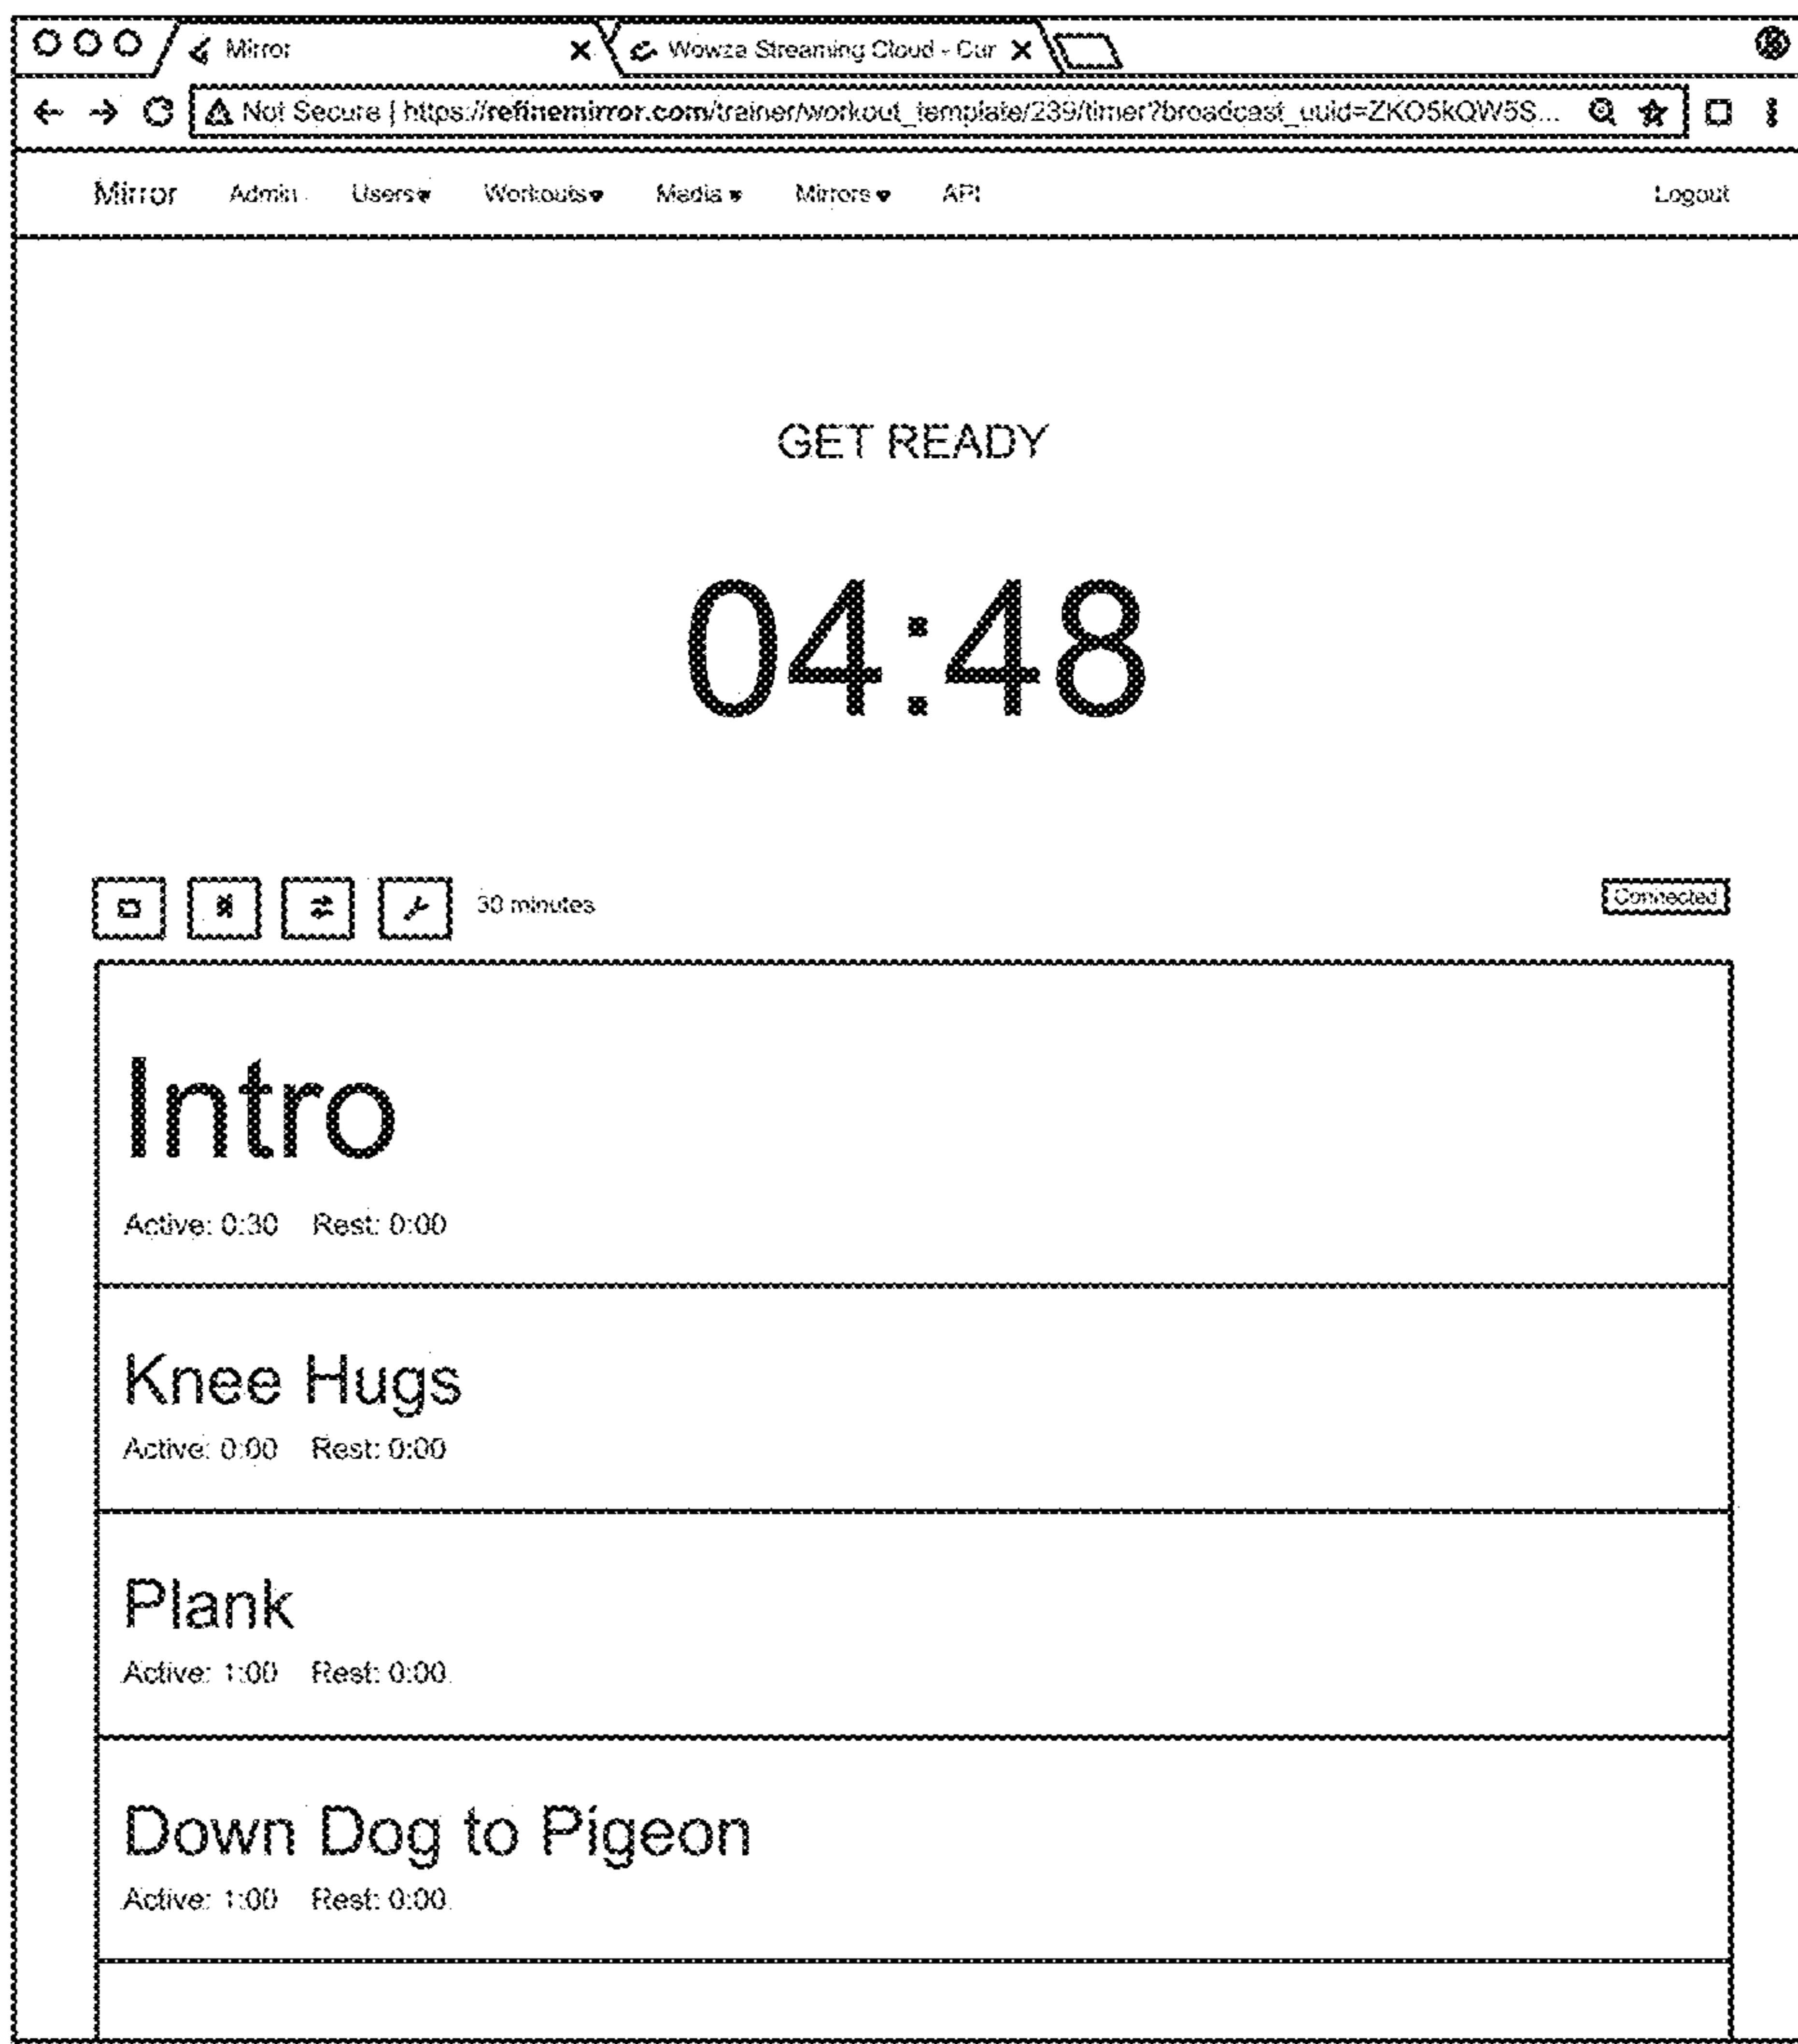 Mirror
Wowza Streaming Cloud - Cur
Not Secure | https://refinemirror.com/trainer/workout_template/239/timer?broadcast_uuid=ZKO5kQW5S...
Mirror Admin Users Workouts Media Mirrors API Logout
GET READY
04:48
30 minutes
Connected
Intro
Active: 0:30 Rest: 0:00
Knee Hugs
Active: 0:00 Rest: 0:00
Plank
Active: 1:00 Rest: 0:00
Down Dog to Pigeon
Active: 1:00 Rest: 0:00